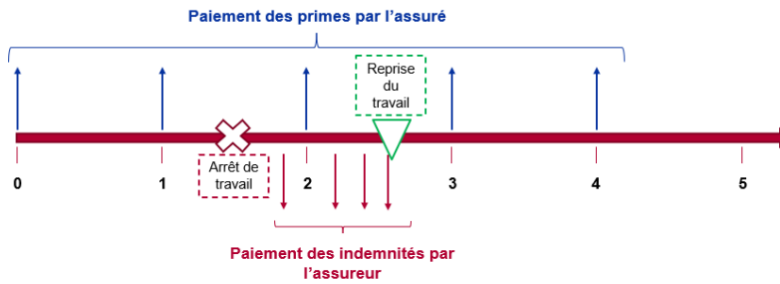 Paiement des primes par l'assuré
Reprise
du
travail
Arrêt de
travail
0
1
2
3
4
5
Paiement des indemnités par
l'assureur